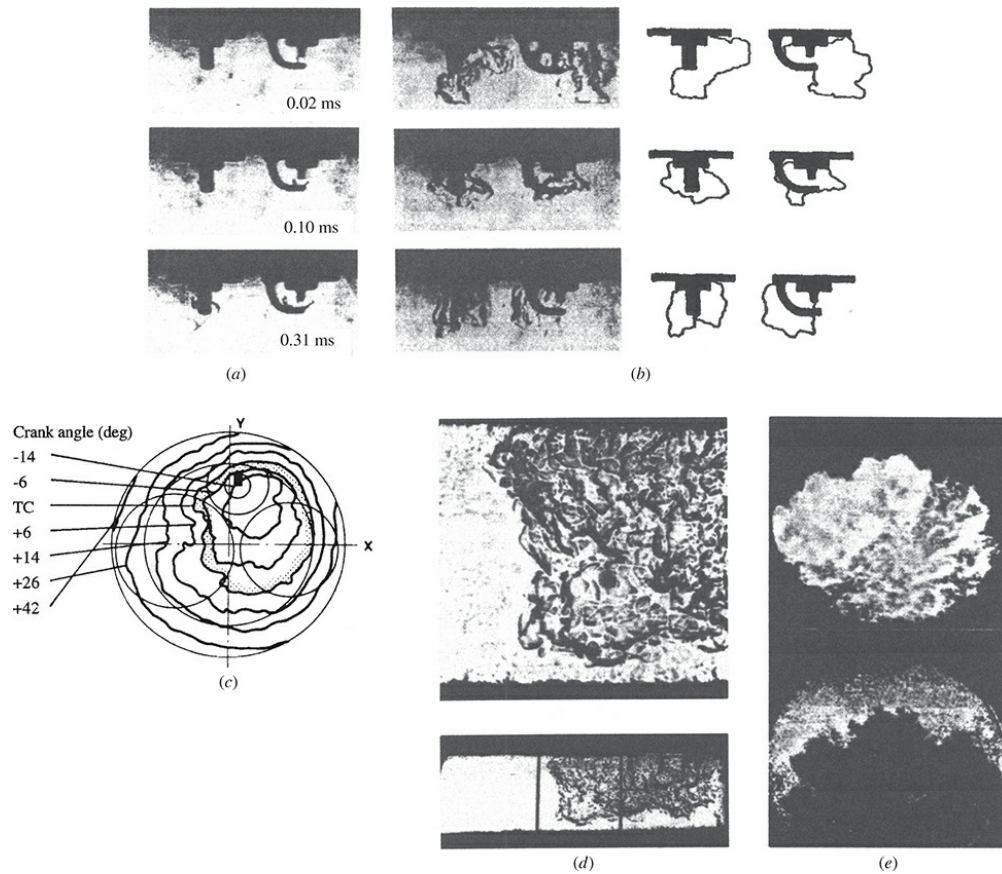 0.02 ms
0.10 ms
0.31 ms
(a)
(b)
Crank angle (deg)
-14
-6
TC
+6
+14
+26
+42
Y
X
(c)
(d)
(e)